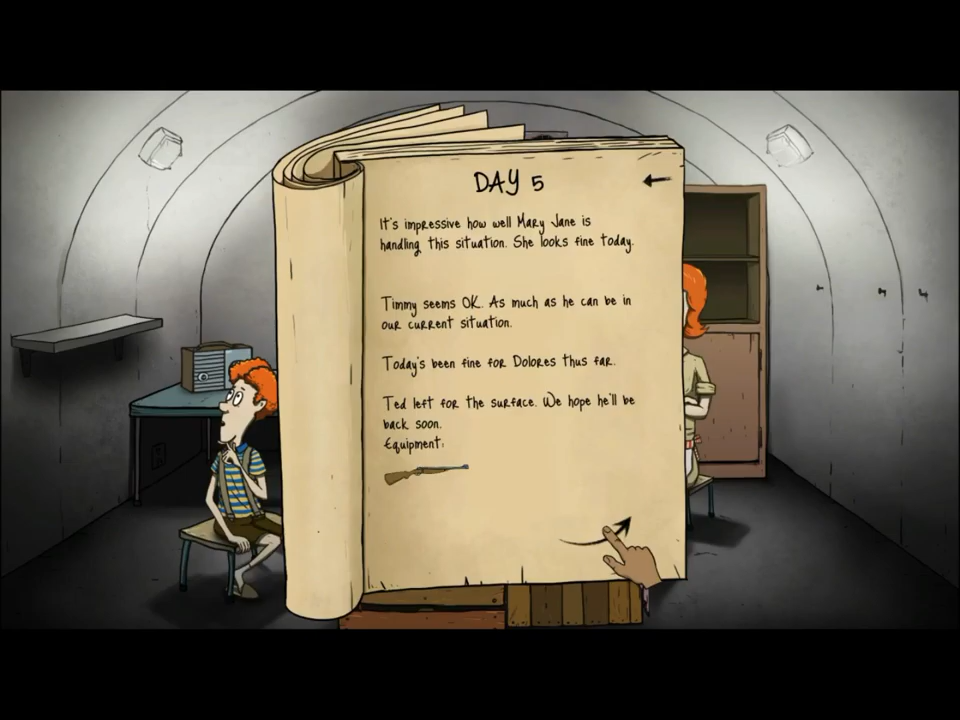 DAY 5
It's impressive how well Mary Jane is
handling this situation. She looks fine today.
Timmy seems OK. As much as he can be in
our current situation.
Today's been fine for Dolores thus far.
Ted left for the surface. We hope he'll be
back soon.
Equipment: